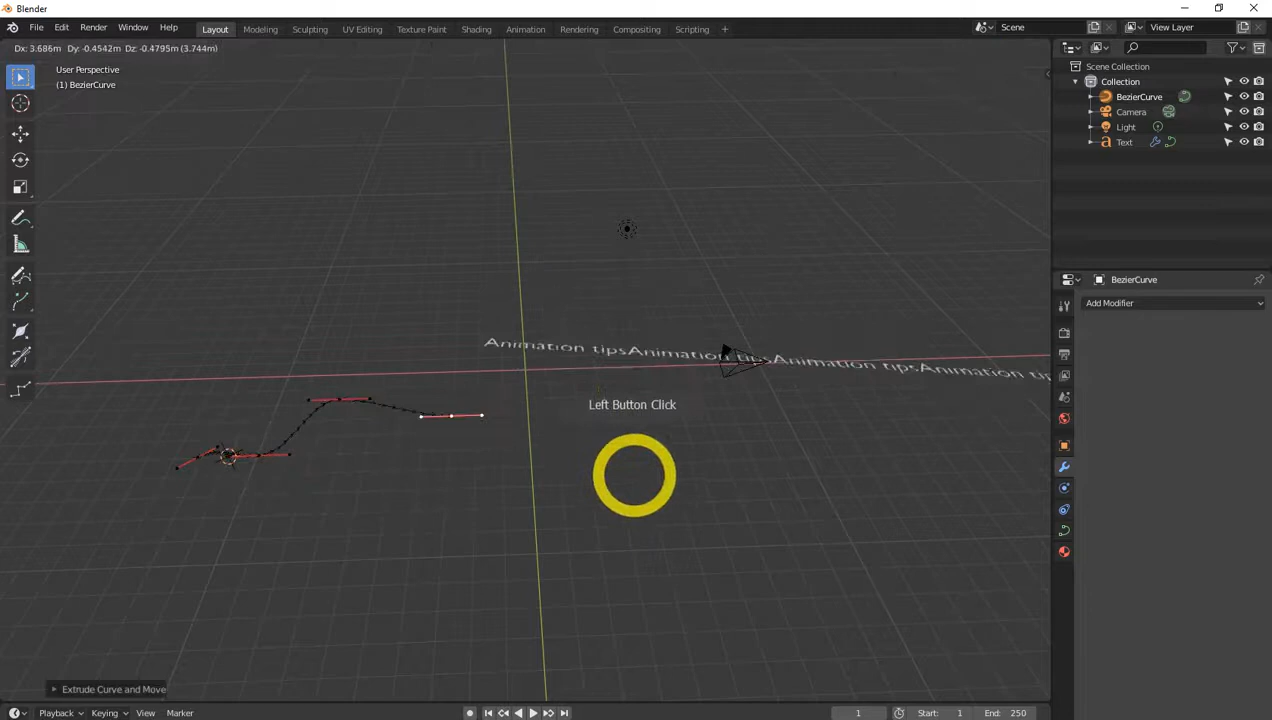 Blender
File Edit Render Window Help Layout Modeling Sculpting UV Editing Texture Paint Shading Animation Rendering Compositing Scripting + Scene View Layer
Dx: 3.686m Dy: -0.4542m Dz: -0.4795m (3.744m)
User Perspective
(1) BezierCurve
Scene Collection
Collection
BezierCurve
Camera
Light
Text
BezierCurve
Add Modifier
Animation tipsAnimation tipsAnimation tipsAnimation tip
Left Button Click
Extrude Curve and Move
Playback Keying View Marker 1 Start: 1 End: 250